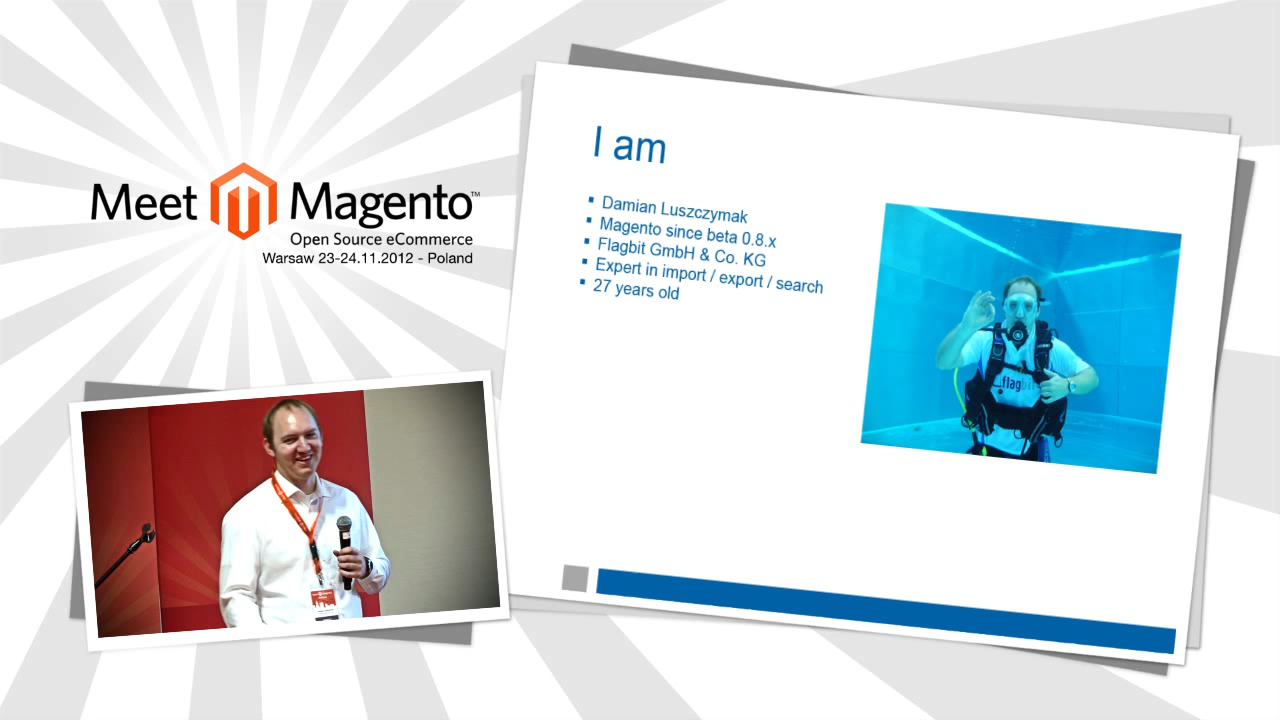 Meet Magento™
Open Source eCommerce
Warsaw 23-24.11.2012 - Poland
I am
▪ Damian Luszczymak
▪ Magento since beta 0.8.x
▪ Flagbit GmbH & Co. KG
▪ Expert in import / export / search
▪ 27 years old
flagbit